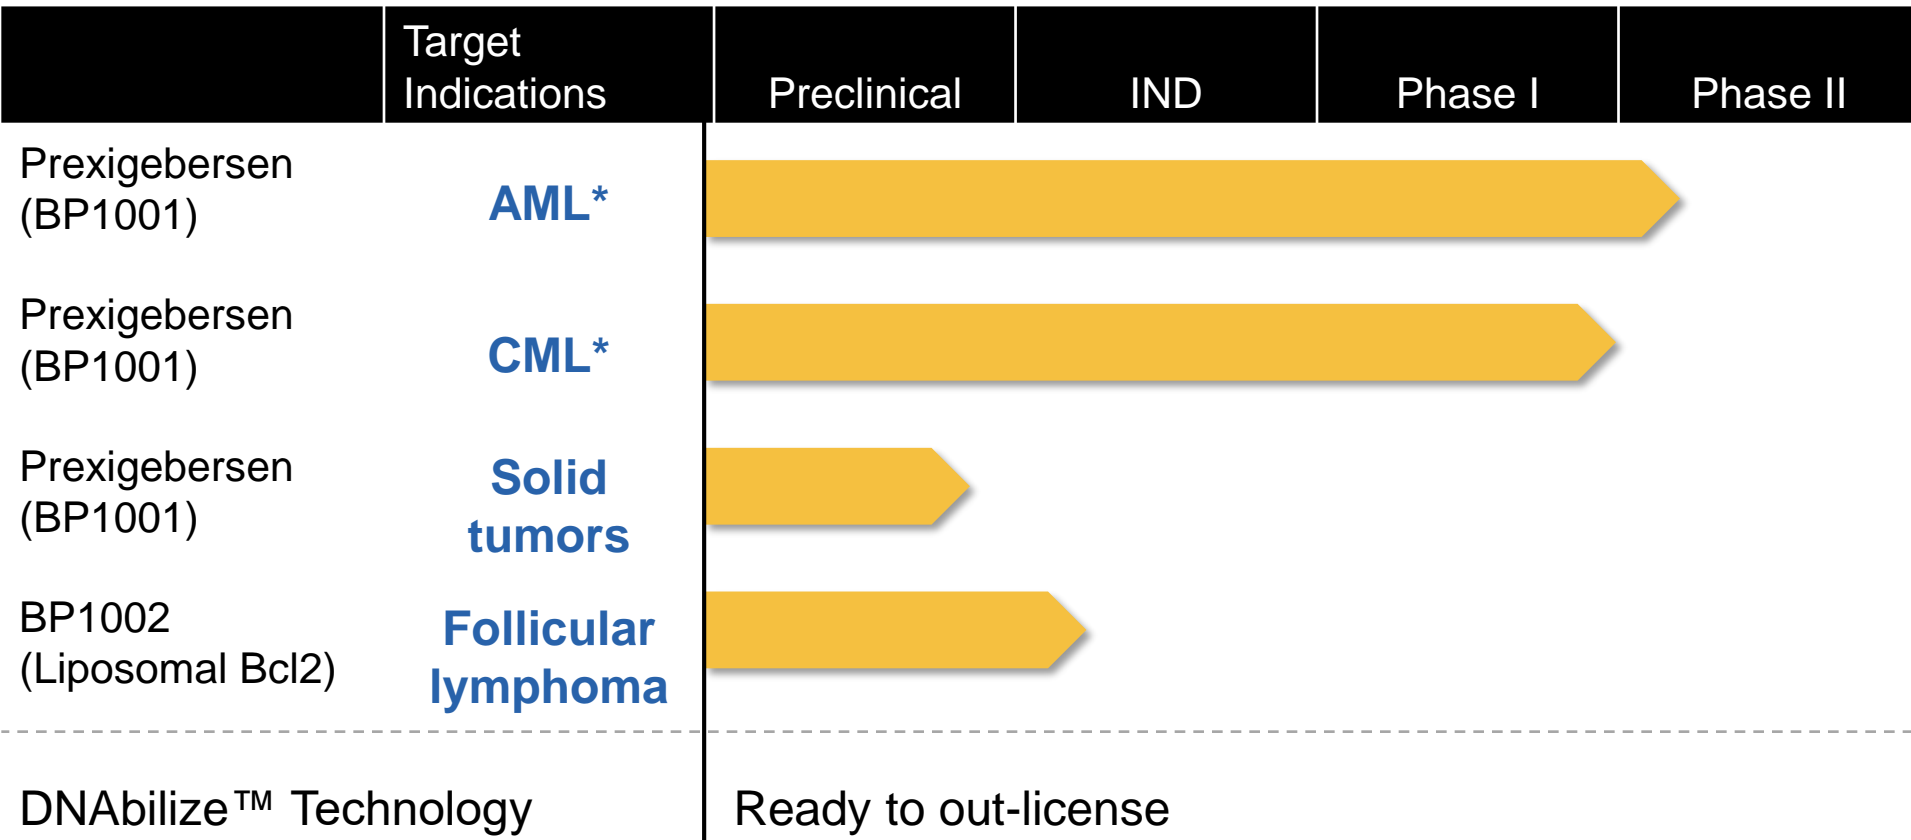 Target
Indications
Preclinical
IND
Phase I
Phase II
Prexigebersen
(BP1001)
AML*
Prexigebersen
(BP1001)
CML*
Prexigebersen
(BP1001)
Solid
tumors
BP1002
(Liposomal Bcl2)
Follicular
lymphoma
DNAbilize™ Technology
Ready to out-license